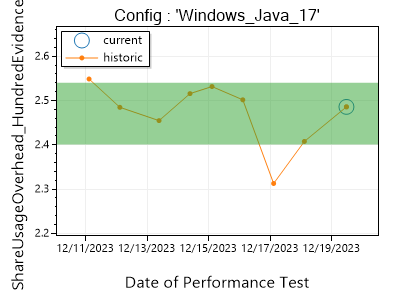 Config : 'Windows_Java_17'
current
historic
ShareUsageOverhead_HundredEvidence
2.6
2.5
2.4
2.3
2.2
12/11/2023 12/13/2023 12/15/2023 12/17/2023 12/19/2023
Date of Performance Test